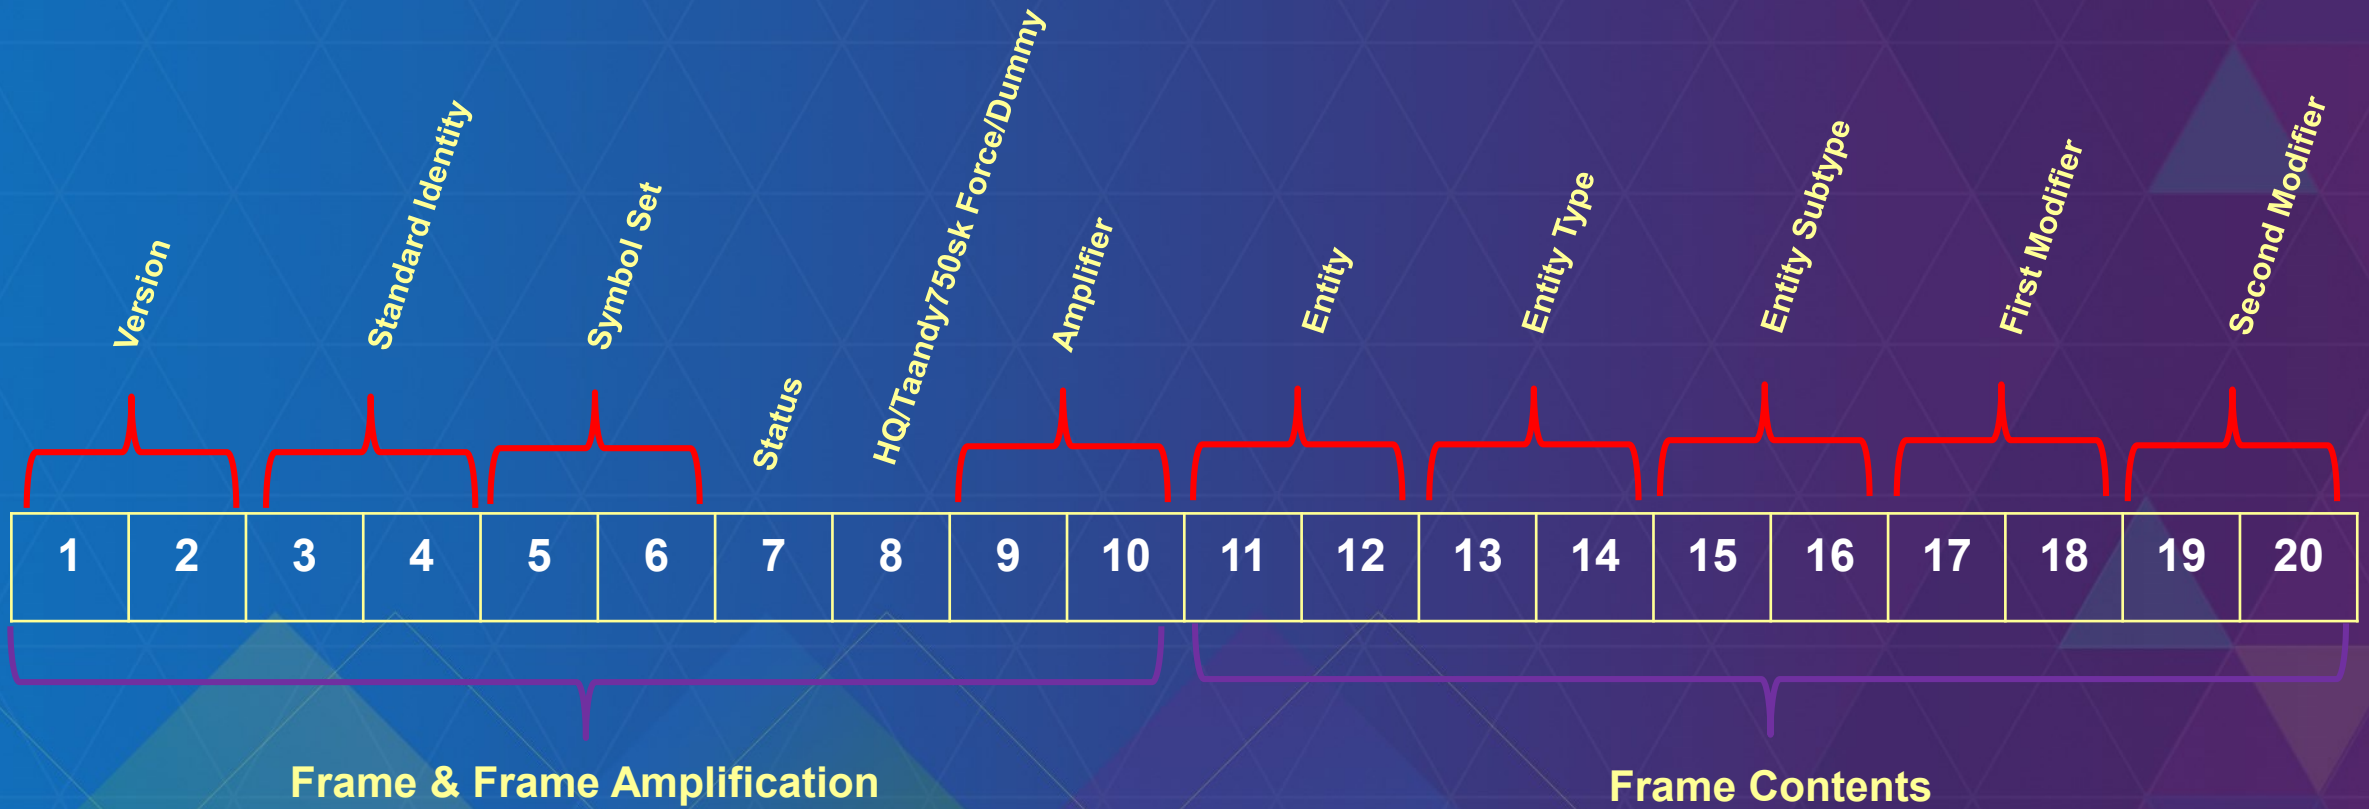 Version
Standard Identity
Symbol Set
Status
HQ/Taandy750sk Force/Dummy
Amplifier
Entity
Entity Type
Entity Subtype
First Modifier
Second Modifier
1 2 3 4 5 6 7 8 9 10 11 12 13 14 15 16 17 18 19 20
Frame & Frame Amplification
Frame Contents